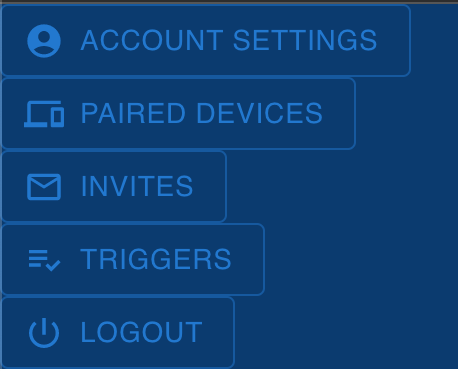 ACCOUNT SETTINGS
PAIRED DEVICES
INVITES
TRIGGERS
LOGOUT